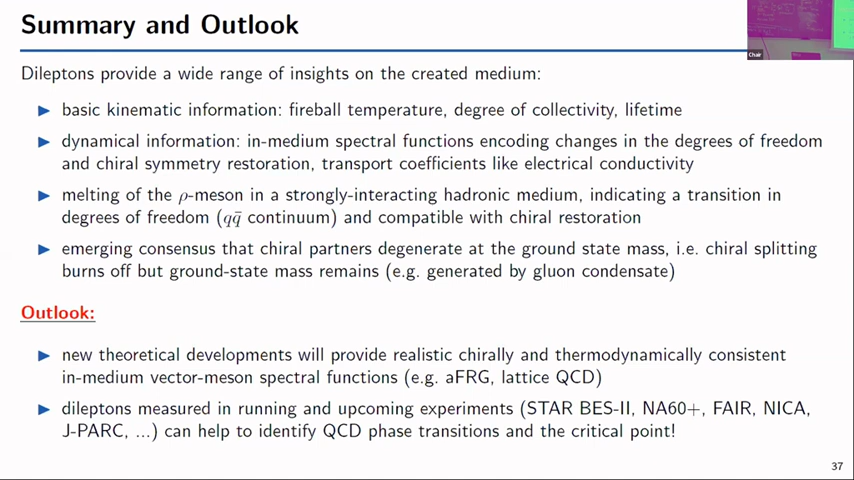 Summary and Outlook
Chair
Dileptons provide a wide range of insights on the created medium:
▶ basic kinematic information: fireball temperature, degree of collectivity, lifetime
▶ dynamical information: in-medium spectral functions encoding changes in the degrees of freedom
and chiral symmetry restoration, transport coefficients like electrical conductivity
▶ melting of the ρ-meson in a strongly-interacting hadronic medium, indicating a transition in
degrees of freedom (qq̄ continuum) and compatible with chiral restoration
▶ emerging consensus that chiral partners degenerate at the ground state mass, i.e. chiral splitting
burns off but ground-state mass remains (e.g. generated by gluon condensate)
Outlook:
▶ new theoretical developments will provide realistic chirally and thermodynamically consistent
in-medium vector-meson spectral functions (e.g. aFRG, lattice QCD)
▶ dileptons measured in running and upcoming experiments (STAR BES-II, NA60+, FAIR, NICA,
J-PARC, ...) can help to identify QCD phase transitions and the critical point!
37